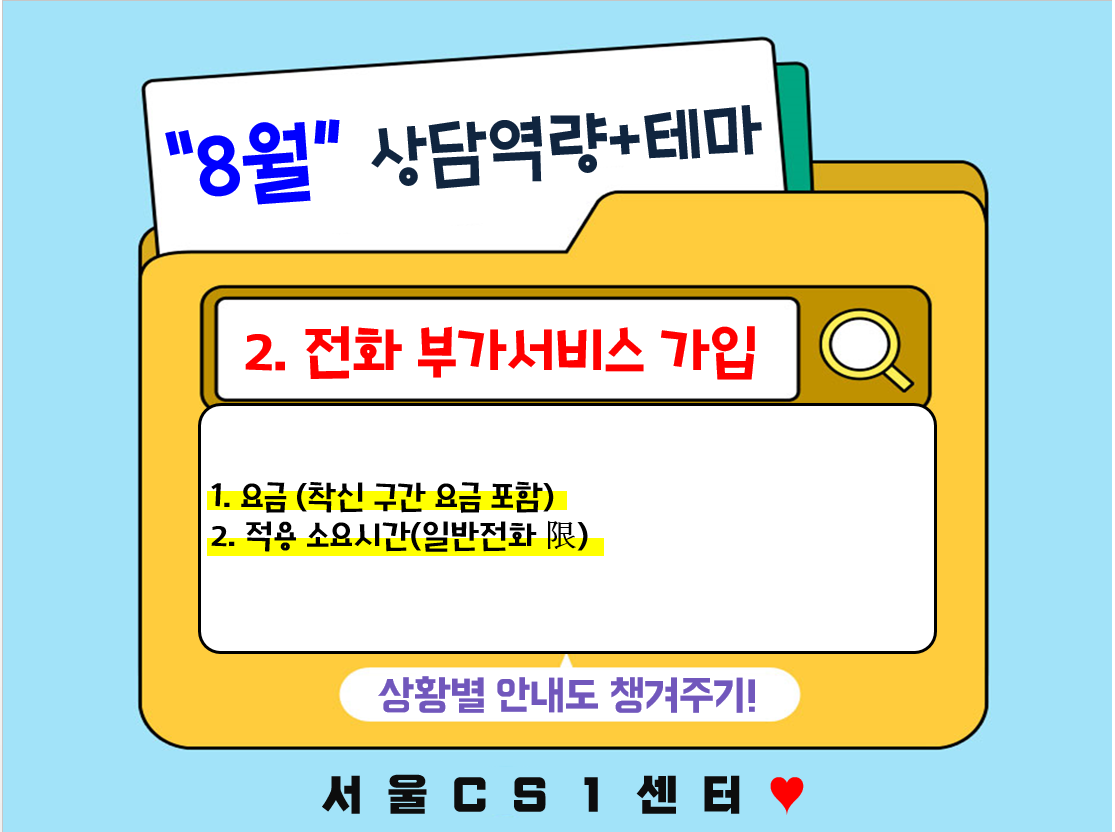 "8월" 상담역량+테마
2. 전화 부가서비스 가입
1. 요금 (착신 구간 요금 포함)
2. 적용 소요시간(일반전화 限)
상황별 안내도 챙겨주기!
서울CS1센터♥